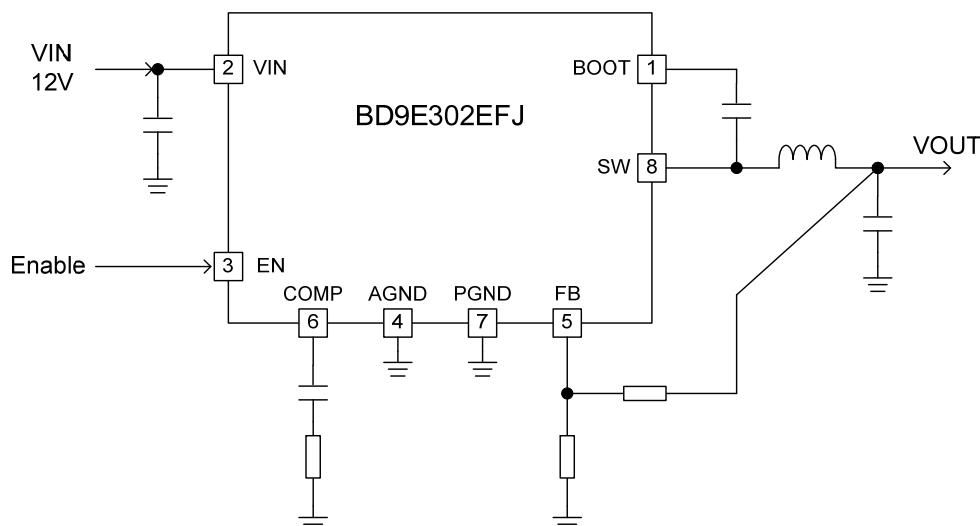 VIN
12V
2
VIN
BOOT
1
BD9E302EFJ
VOUT
SW
8
Enable
3
EN
COMP
AGND
PGND
FB
6
4
7
5